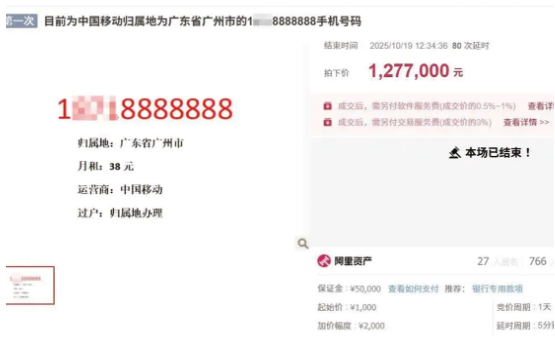 第一次 目前为中国移动归属地为广东省广州市的1 8888888手机号码
结束时间 2025/10/19 12:34:36 80 次延时
拍下价 1,277,000 元
成交后，需另付软件服务费(成交价的0.5%~1%) 查看详
成交后，需另付交易服务费(成交价的3%) 查看详情 >>
本场已结束！
1 8888888
归属地：广东省广州市
月租：38 元
运营商：中国移动
过户：归属地办理
阿里资产 27 人报名 766
保证金：¥50,000 查看如何支付 推荐：银行专用款项
起始价：¥1,000 竞价周期：1天
加价幅度：¥2,000 延时周期：5分